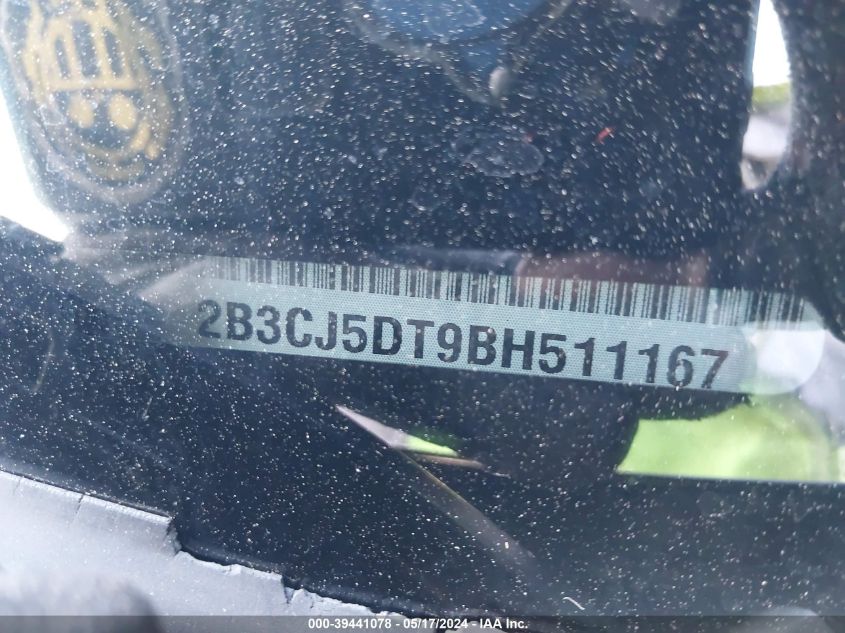 2B3CJ5DT9BH511167
000-39441078 - 05/17/2024 - IAA Inc.